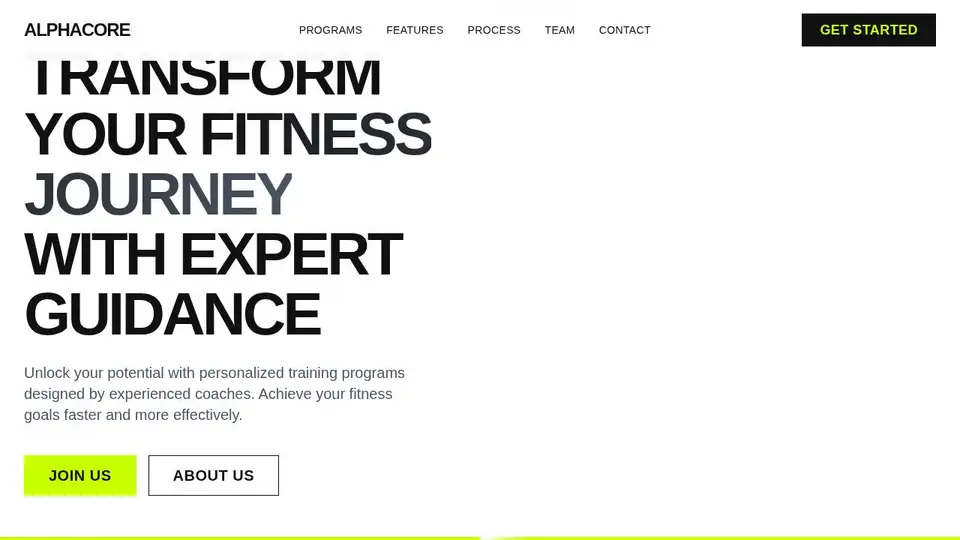 ALPHACORE
PROGRAMS FEATURES PROCESS TEAM CONTACT
GET STARTED
TRANSFORM
YOUR FITNESS
JOURNEY
WITH EXPERT
GUIDANCE
Unlock your potential with personalized training programs
designed by experienced coaches. Achieve your fitness
goals faster and more effectively.
JOIN US
ABOUT US